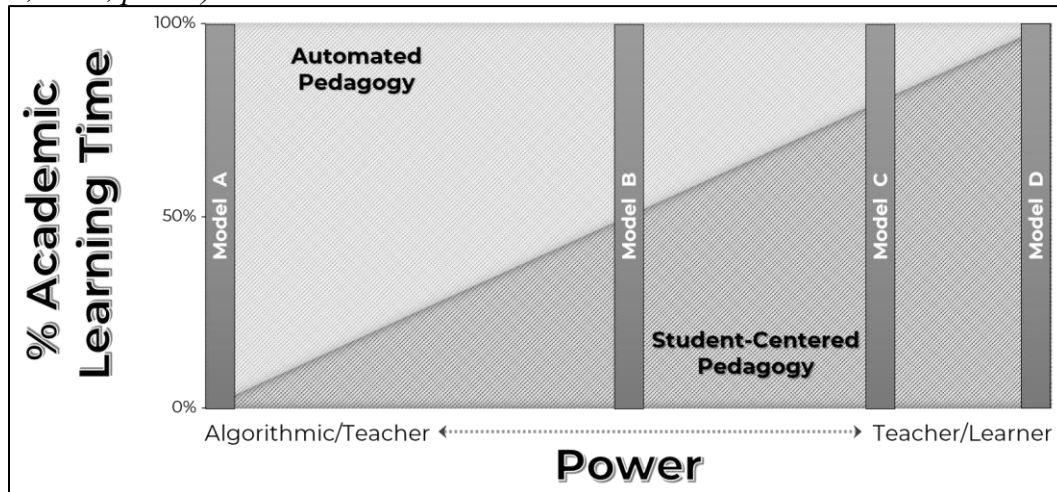 100%
Automated
Pedagogy
% Academic
Learning Time
Model A
Model B
Model C
Model D
50%
Student-Centered
Pedagogy
0%
Algorithmic/Teacher
Teacher/Learner
Power